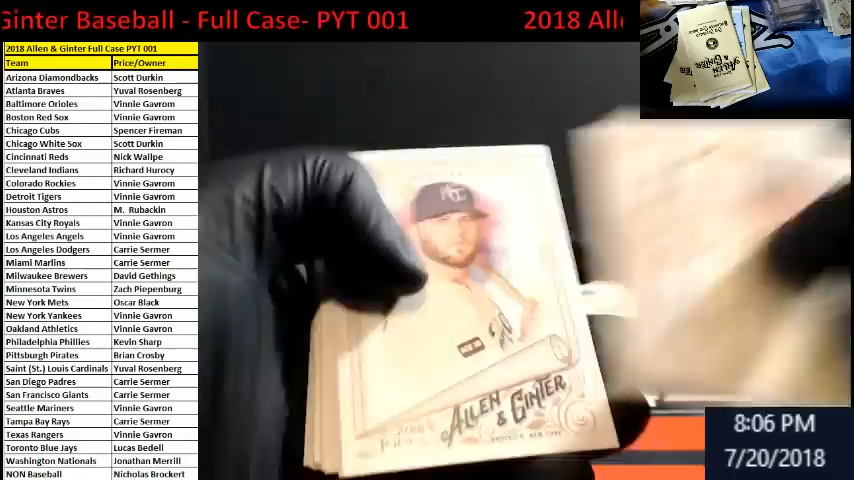 Ginter Baseball - Full Case- PYT 001 2018 Alle
2018 Allen & Ginter Full Case PYT 001
Team Price/Owner
Arizona Diamondbacks Scott Durkin
Atlanta Braves Yuval Rosenberg
Baltimore Orioles Vinnie Gavrom
Boston Red Sox Vinnie Gavrom
Chicago Cubs Spencer Fireman
Chicago White Sox Scott Durkin
Cincinnati Reds Nick Wallpe
Cleveland Indians Richard Hurocy
Colorado Rockies Vinnie Gavrom
Detroit Tigers Vinnie Gavrom
Houston Astros M. Rubackin
Kansas City Royals Vinnie Gavron
Los Angeles Angels Vinnie Gavrom
Los Angeles Dodgers Carrie Sermer
Miami Marlins Carrie Sermer
Milwaukee Brewers David Gethings
Minnesota Twins Zach Piepenburg
New York Mets Oscar Black
New York Yankees Vinnie Gavron
Oakland Athletics Vinnie Gavron
Philadelphia Phillies Kevin Sharp
Pittsburgh Pirates Brian Crosby
Saint (St.) Louis Cardinals Yuval Rosenberg
San Diego Padres Carrie Sermer
San Francisco Giants Carrie Sermer
Seattle Mariners Vinnie Gavron
Tampa Bay Rays Carrie Sermer
Texas Rangers Vinnie Gavron
Toronto Blue Jays Lucas Bedell
Washington Nationals Jonathan Merrill
NON Baseball Nicholas Brockert
KC
ALLEN
& GINTER
8:06 PM
7/20/2018